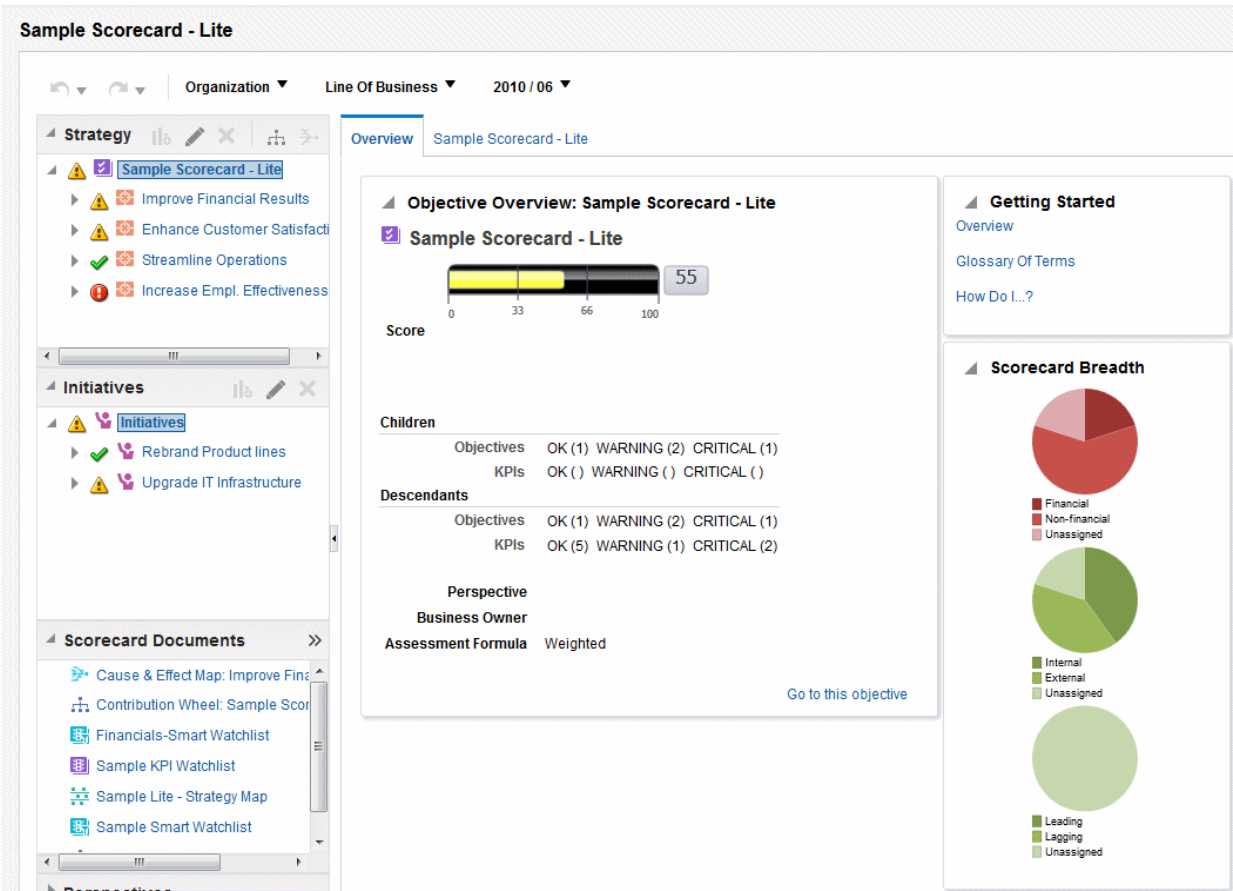 Sample Scorecard - Lite
Organization
Line Of Business
2010 / 06
Strategy
Sample Scorecard - Lite
Improve Financial Results
Enhance Customer Satisfacti
Streamline Operations
Increase Empl. Effectiveness
Initiatives
Initiatives
Rebrand Product lines
Upgrade IT Infrastructure
Scorecard Documents
Cause & Effect Map: Improve Fina
Contribution Wheel: Sample Scor
Financials-Smart Watchlist
Sample KPI Watchlist
Sample Lite - Strategy Map
Sample Smart Watchlist
Perspectives
Overview
Sample Scorecard - Lite
Objective Overview: Sample Scorecard - Lite
Sample Scorecard - Lite
55
0 33 66 100
Score
Children
Objectives OK (1) WARNING (2) CRITICAL (1)
KPIs OK ( ) WARNING ( ) CRITICAL ( )
Descendants
Objectives OK (1) WARNING (2) CRITICAL (1)
KPIs OK (5) WARNING (1) CRITICAL (2)
Perspective
Business Owner
Assessment Formula Weighted
Go to this objective
Getting Started
Overview
Glossary Of Terms
How Do I...?
Scorecard Breadth
Financial
Non-financial
Unassigned
Internal
External
Unassigned
Leading
Lagging
Unassigned